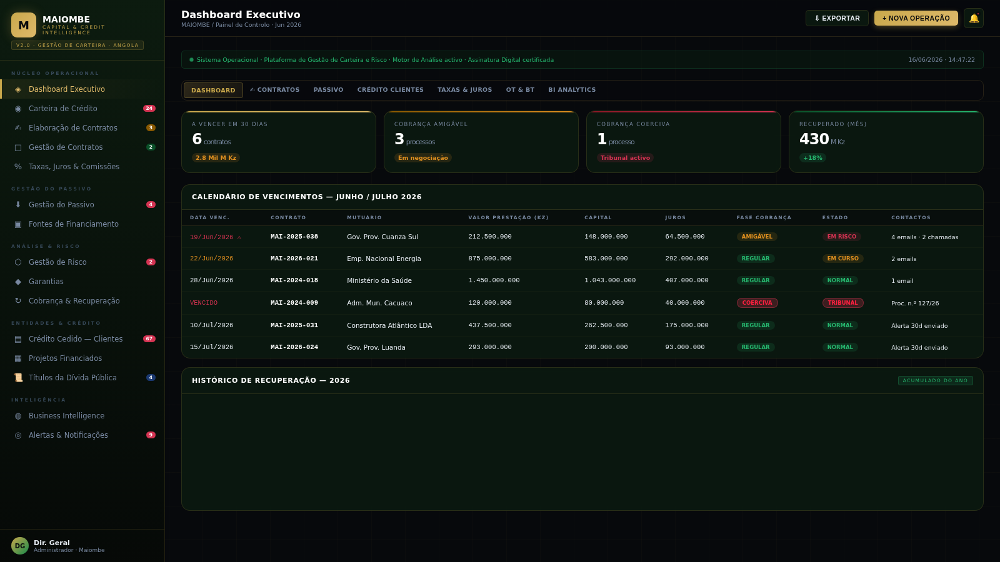 M
MAIOMBE
CAPITAL & CREDIT
INTELLIGENCE
V2.0 · GESTÃO DE CARTEIRA · ANGOLA
NÚCLEO OPERACIONAL
Dashboard Executivo
Carteira de Crédito 24
Elaboração de Contratos 3
Gestão de Contratos 2
% Taxas, Juros & Comissões
GESTÃO DO PASSIVO
Gestão do Passivo 4
Fontes de Financiamento
ANÁLISE & RISCO
Gestão de Risco 2
Garantias
Cobrança & Recuperação
ENTIDADES & CRÉDITO
Crédito Cedido — Clientes 67
Projetos Financiados
Títulos da Dívida Pública 4
INTELIGÊNCIA
Business Intelligence
Alertas & Notificações 9
DG
Dir. Geral
Administrador · Maiombe
Dashboard Executivo
MAIOMBE / Painel de Controlo · Jun 2026
⇩ EXPORTAR
+ NOVA OPERAÇÃO
Sistema Operacional · Plataforma de Gestão de Carteira e Risco · Motor de Análise activo · Assinatura Digital certificada
16/06/2026 · 14:47:22
DASHBOARD ✍ CONTRATOS PASSIVO CRÉDITO CLIENTES TAXAS & JUROS OT & BT BI ANALYTICS
A VENCER EM 30 DIAS
6 contratos
2.8 Mil M Kz
COBRANÇA AMIGÁVEL
3 processos
Em negociação
COBRANÇA COERCIVA
1 processo
Tribunal activo
RECUPERADO (MÊS)
430 M Kz
+18%
CALENDÁRIO DE VENCIMENTOS — JUNHO / JULHO 2026
DATA VENC. CONTRATO MUTUÁRIO VALOR PRESTAÇÃO (KZ) CAPITAL JUROS FASE COBRANÇA ESTADO CONTACTOS
19/Jun/2026 ⚠ MAI-2025-038 Gov. Prov. Cuanza Sul 212.500.000 148.000.000 64.500.000 AMIGÁVEL EM RISCO 4 emails · 2 chamadas
22/Jun/2026 MAI-2026-021 Emp. Nacional Energia 875.000.000 583.000.000 292.000.000 REGULAR EM CURSO 2 emails
28/Jun/2026 MAI-2024-018 Ministério da Saúde 1.450.000.000 1.043.000.000 407.000.000 REGULAR NORMAL 1 email
VENCIDO MAI-2024-009 Adm. Mun. Cacuaco 120.000.000 80.000.000 40.000.000 COERCIVA TRIBUNAL Proc. n.º 127/26
10/Jul/2026 MAI-2025-031 Construtora Atlântico LDA 437.500.000 262.500.000 175.000.000 REGULAR NORMAL Alerta 30d enviado
15/Jul/2026 MAI-2026-024 Gov. Prov. Luanda 293.000.000 200.000.000 93.000.000 REGULAR NORMAL Alerta 30d enviado
HISTÓRICO DE RECUPERAÇÃO — 2026
ACUMULADO DO ANO